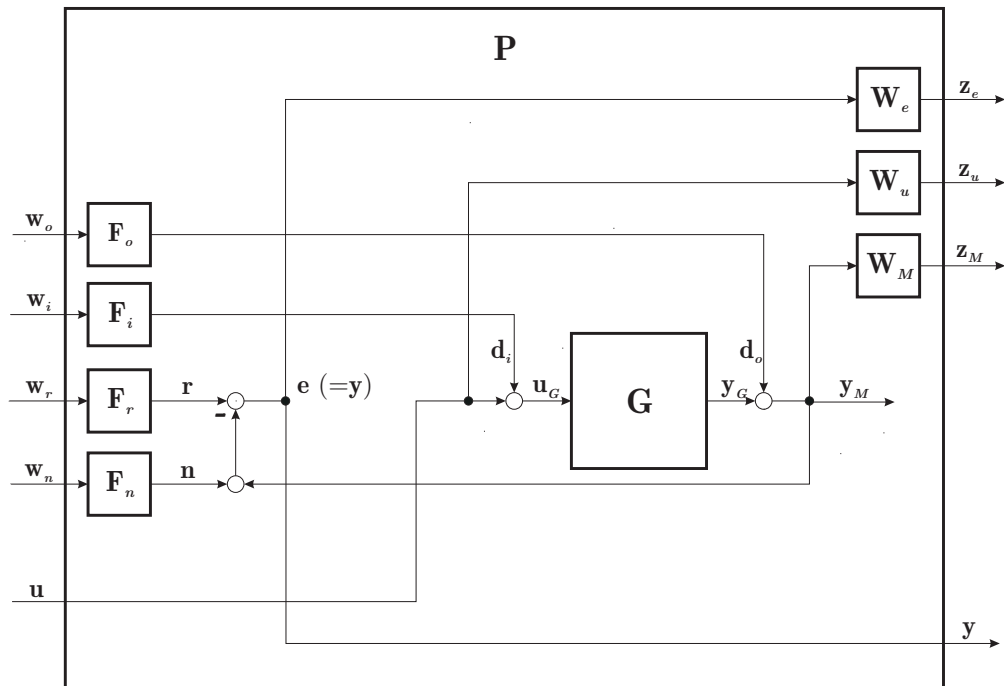 P
W_e z_e
W_u z_u
w_o F_o
W_M z_M
w_i F_i
d_i d_o
w_r F_r r e (=y) u_G G y_G y_M
-
w_n F_n n
u
y